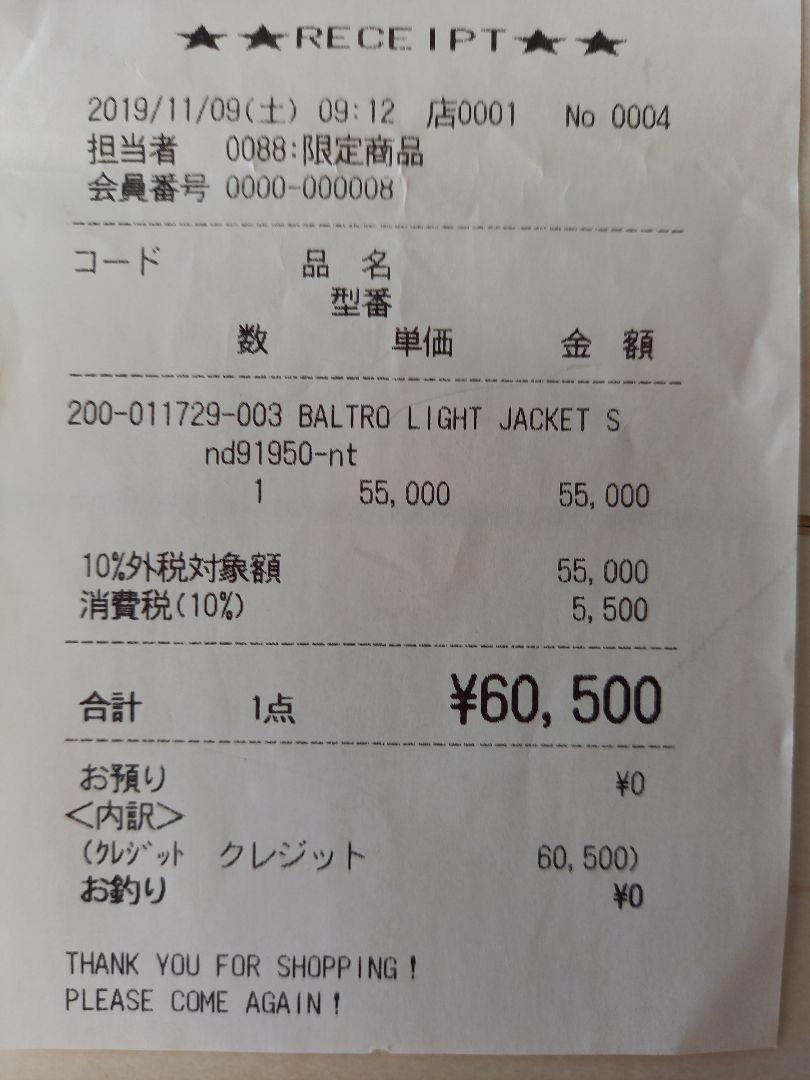 ★★RECEIPT★★
2019/11/09(土) 09:12 店0001 No 0004
担当者 0088:限定商品
会員番号 0000-000008
コード 品 名
型番
数 単価 金 額
200-011729-003 BALTRO LIGHT JACKET S
nd91950-nt
1 55,000 55,000
10%外税対象額 55,000
消費税(10%) 5,500
合計 1点 ¥60,500
お預り ¥0
<内訳>
(クレジット クレジット 60,500)
お釣り ¥0
THANK YOU FOR SHOPPING!
PLEASE COME AGAIN!